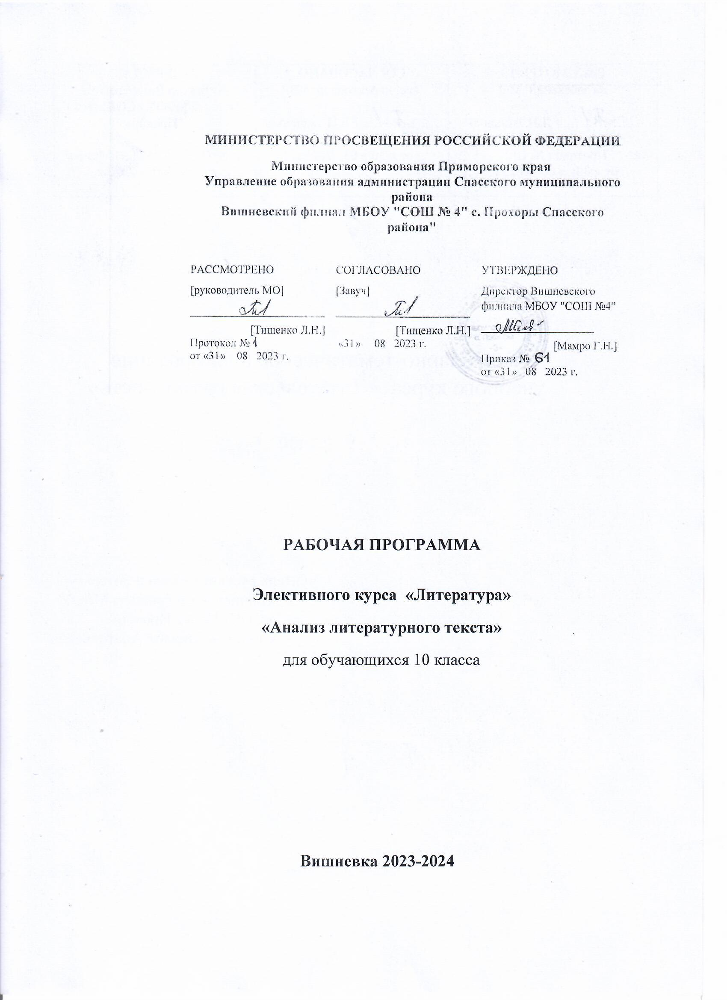 МИНИСТЕРСТВО ПРОСВЕЩЕНИЯ РОССИЙСКОЙ ФЕДЕРАЦИИ
Министерство образования Приморского края
Управление образования администрации Спасского муниципального
района
Вишневский филиал МБОУ "СОШ № 4" с. Прохоры Спасского
района"
РАССМОТРЕНО
[руководитель МО]
[Тищенко Л.Н.]
Протокол № 1
от «31» 08 2023 г.
СОГЛАСОВАНО
[Завуч]
[Тищенко Л.Н.]
«31» 08 2023 г.
УТВЕРЖДЕНО
Директор Вишневского
филиала МБОУ "СОШ №4"
[Мамро Г.Н.]
Приказ № 61
от «31» 08 2023 г.
РАБОЧАЯ ПРОГРАММА
Элективного курса «Литература»
«Анализ литературного текста»
для обучающихся 10 класса
Вишневка 2023-2024